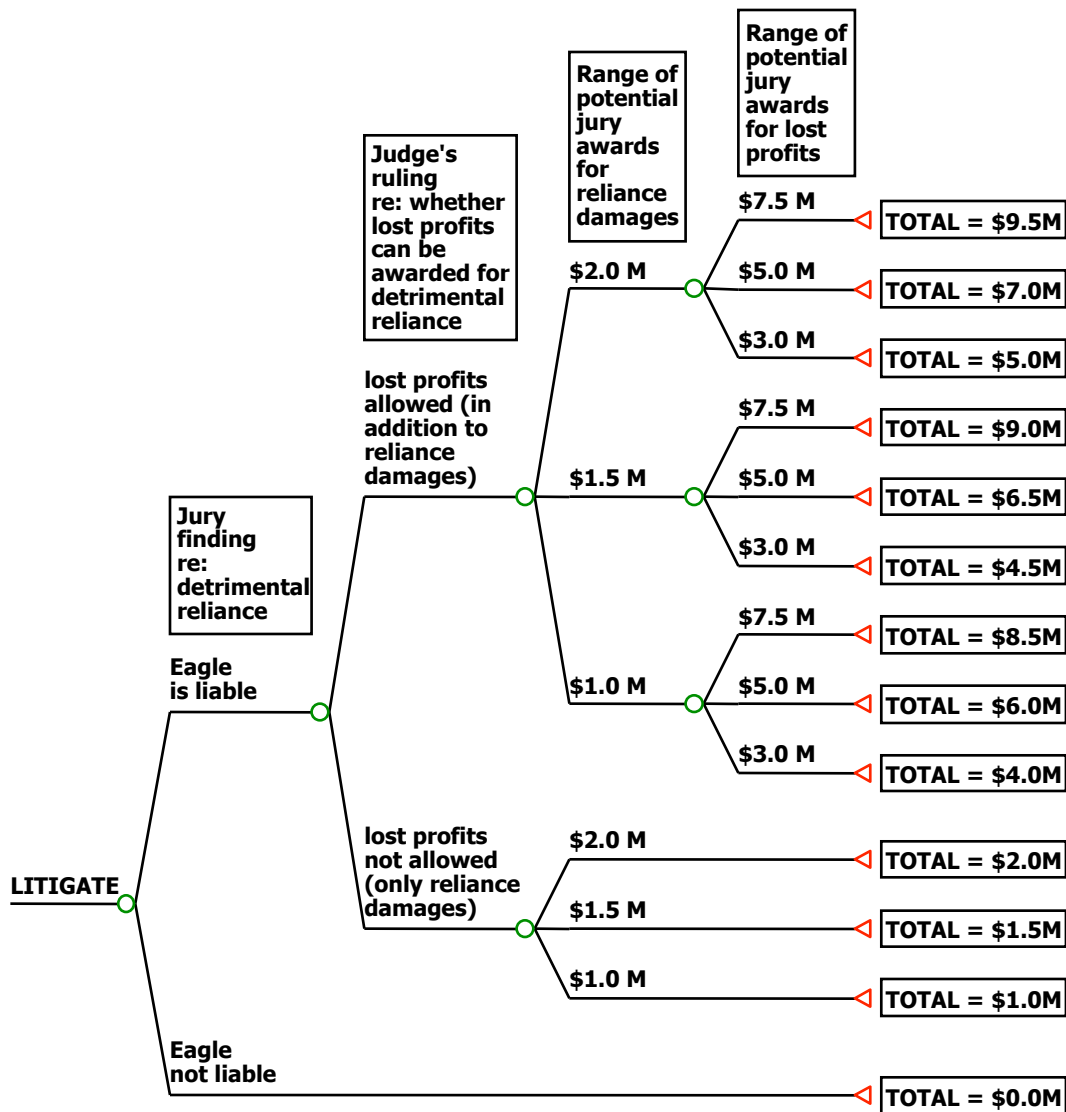 Range of
potential
jury
awards
for lost
profits
Range of
potential
jury
awards
for
reliance
damages
Judge's
ruling
re: whether
lost profits
can be
awarded for
detrimental
reliance
Jury
finding
re:
detrimental
reliance
$7.5 M
TOTAL = $9.5M
$2.0 M
$5.0 M
TOTAL = $7.0M
$3.0 M
TOTAL = $5.0M
lost profits
allowed (in
addition to
reliance
damages)
$7.5 M
TOTAL = $9.0M
$1.5 M
$5.0 M
TOTAL = $6.5M
$3.0 M
TOTAL = $4.5M
Eagle
is liable
$7.5 M
TOTAL = $8.5M
$1.0 M
$5.0 M
TOTAL = $6.0M
$3.0 M
TOTAL = $4.0M
LITIGATE
lost profits
not allowed
(only reliance
damages)
$2.0 M
TOTAL = $2.0M
$1.5 M
TOTAL = $1.5M
$1.0 M
TOTAL = $1.0M
Eagle
not liable
TOTAL = $0.0M